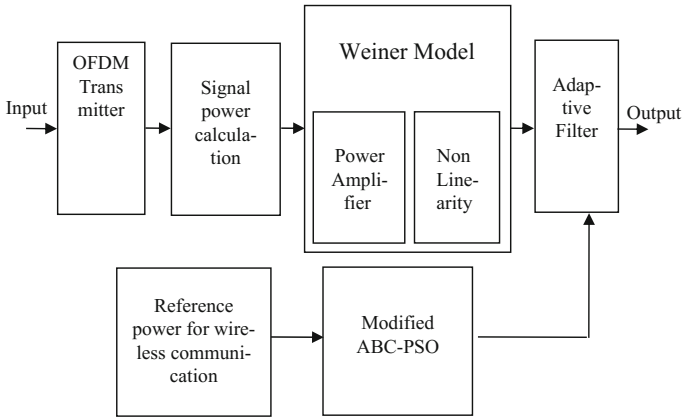 Input
OFDM
Trans
mitter
Signal
power
calcula-
tion
Weiner Model
Power
Ampli-
fier
Non
Line-
arity
Adap-
tive
Filter
Output
Reference
power for wire-
less communi-
cation
Modified
ABC-PSO